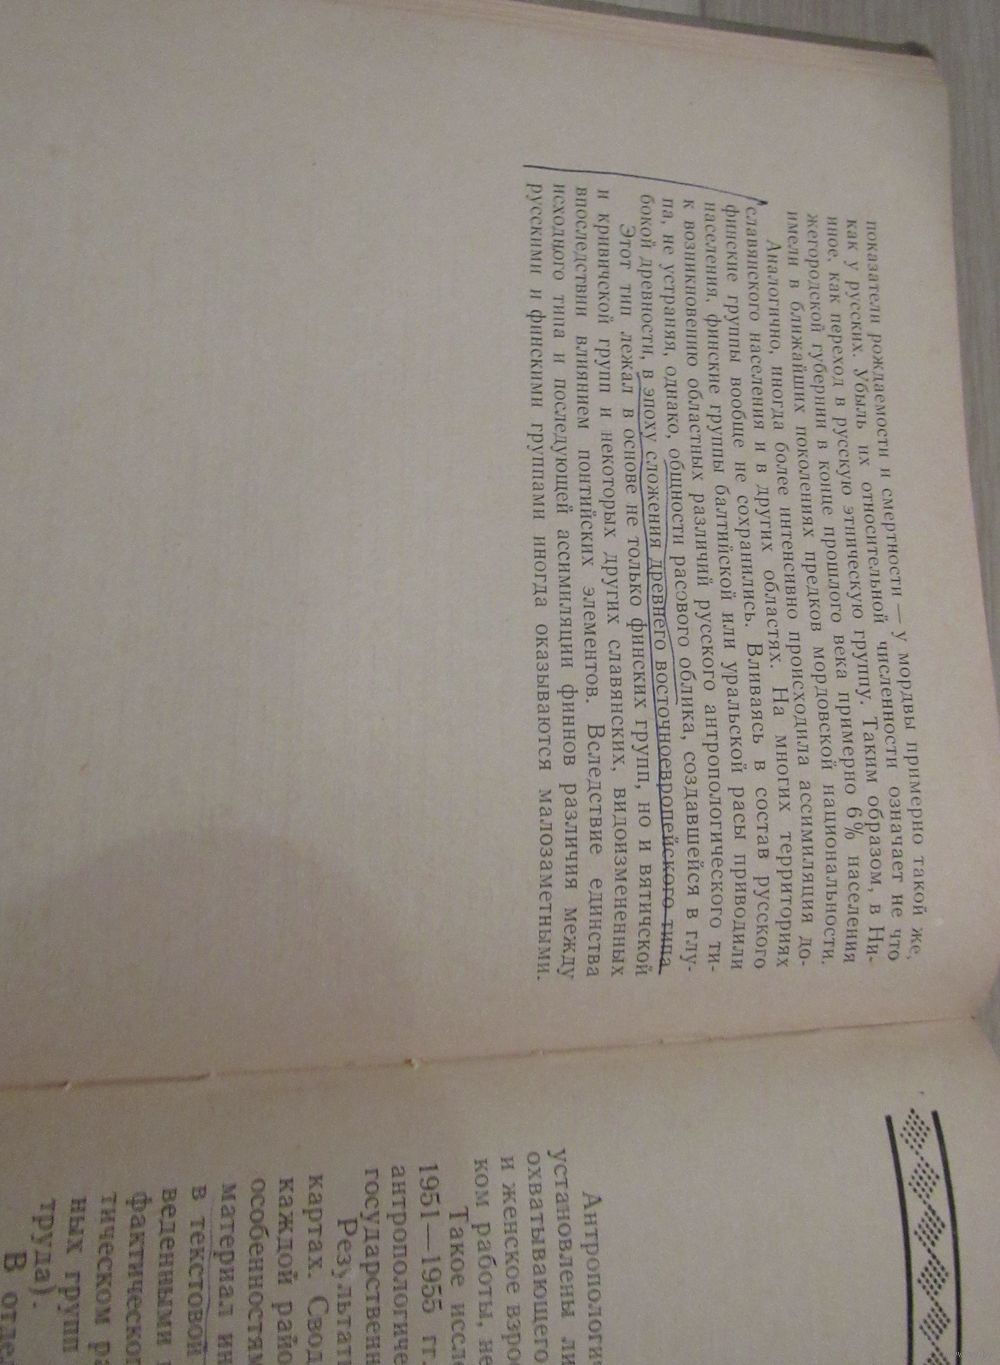 показатели рождаемости и смертности — у мордвы примерно такой же,
как у русских. Убыль их относительной численности означает не что
иное, как переход в русскую этническую группу. Таким образом, в Ни-
жегородской губернии в конце прошлого века примерно 6% населения
имели в ближайших поколениях предков мордовской национальности.
Аналогично, иногда более интенсивно происходила ассимиляция до-
славянского населения и в других областях. На многих территориях
финские группы вообще не сохранились. Вливаясь в состав русского
населения, финские группы балтийской или уральской расы приводили
к возникновению областных различий русского антропологического ти-
па, не устраняя, однако, общности расового облика, создавшейся в глу-
бокой древности, в эпоху сложения древнего восточноевропейского типа
Этот тип лежал в основе не только финских групп, но и вятичской
и кривичской групп и некоторых других славянских, видоизмененных
впоследствии влиянием понтийских элементов. Вследствие единства
исходного типа и последующей ассимиляции финнов различия между
русскими и финскими группами иногда оказываются малозаметными.
Антропологич
установлены ли
охватывающего
и женское взро
ком работы, не
Такое иссле
1951—1955 гг.
антропологиче
государственн
Результат
картах. Свод
каждой райо
особенностям
материал ин
в текстовой
веденными
фактическог
тическом ра
ных групп
труда).
В отде